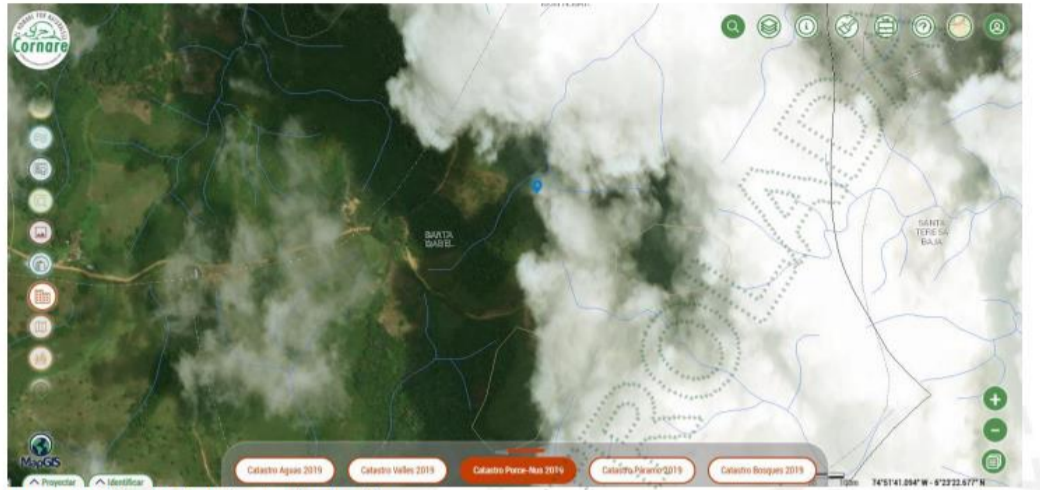 Cornare
SANTA
ISABEL
SANTA
TERESA
BAJA
MapGIS
Catastro Aguas 2019
Catastro Valles 2019
Catastro Porce-Nus 2019
Catastro Páramo 2019
Catastro Bosques 2019
Proyectar
Identificar
100m
74°51'41.094" W - 6°23'22.677" N